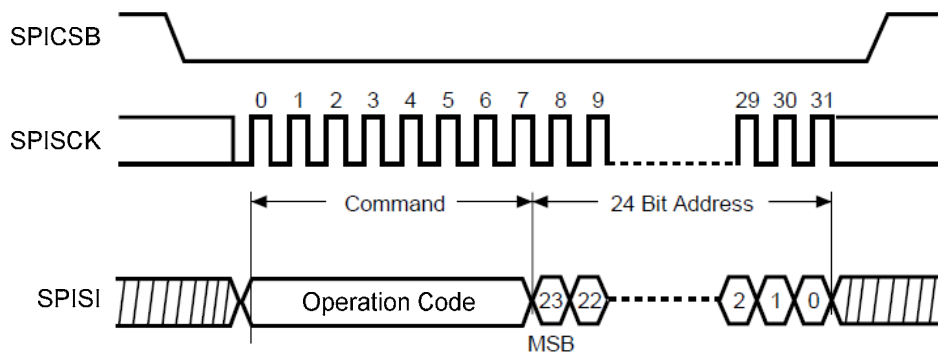 SPICSB
0 1 2 3 4 5 6 7 8 9 29 30 31
SPISCK
Command 24 Bit Address
SPISI Operation Code 23 22 2 1 0
MSB